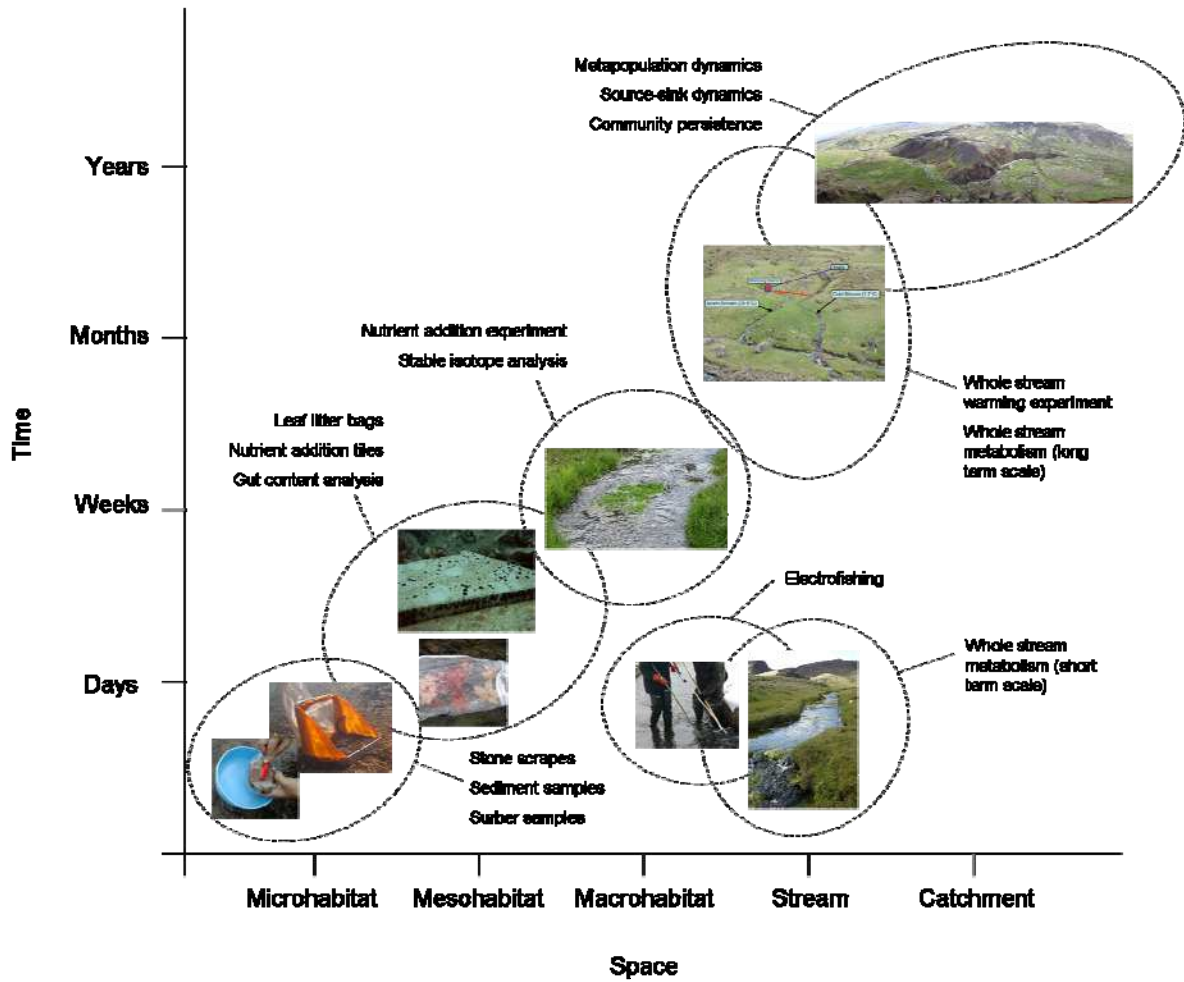 Metapopulation dynamics
Source-sink dynamics
Community persistence
Years
Months
Nutrient addition experiment
Stable isotope analysis
Whole stream
warming experiment
Whole stream
metabolism (long
term scale)
Leaf litter bags
Nutrient addition tiles
Gut content analysis
Time
Weeks
Electrofishing
Whole stream
metabolism (short
term scale)
Days
Stone scrapes
Sediment samples
Surber samples
Microhabitat
Mesohabitat
Macrohabitat
Stream
Catchment
Space